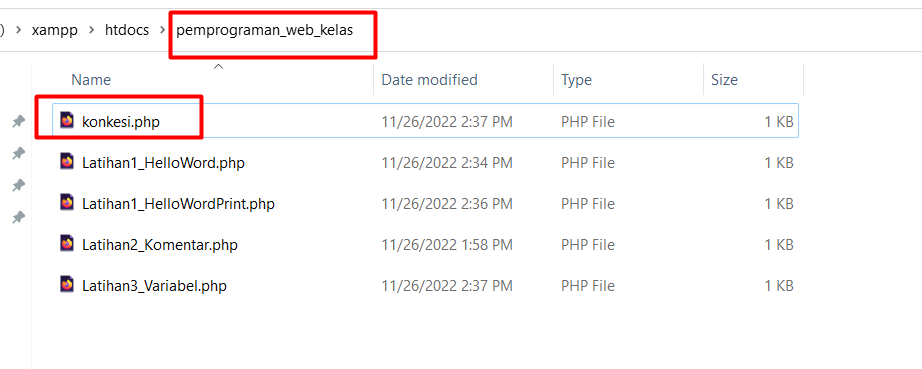 ) > xampp > htdocs > pemprograman_web_kelas
Name Date modified Type Size
konkesi.php 11/26/2022 2:37 PM PHP File 1 KB
Latihan1_HelloWord.php 11/26/2022 2:34 PM PHP File 1 KB
Latihan1_HelloWordPrint.php 11/26/2022 2:36 PM PHP File 1 KB
Latihan2_Komentar.php 11/26/2022 1:58 PM PHP File 1 KB
Latihan3_Variabel.php 11/26/2022 2:37 PM PHP File 1 KB